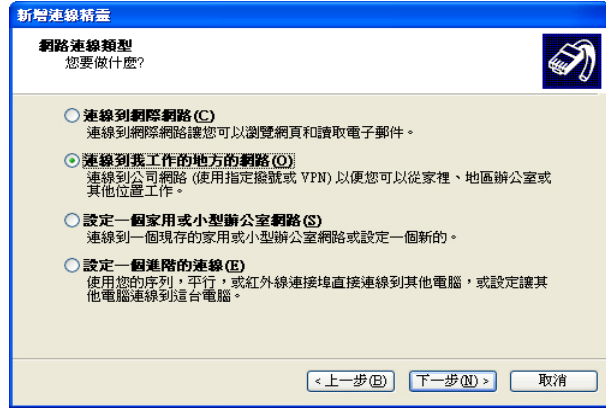 新增連線精靈
網路連線類型
您要做什麼?
連線到網際網路(C)
連線到網際網路讓您可以瀏覽網頁和讀取電子郵件。
連線到我工作的地方的網路(O)
連線到公司網路 (使用指定撥號或 VPN) 以便您可以從家裡、地區辦公室或
其他位置工作。
設定一個家用或小型辦公室網路(S)
連線到一個現存的家用或小型辦公室網路或設定一個新的。
設定一個進階的連線(E)
使用您的序列，平行，或紅外線連接埠直接連線到其他電腦，或設定讓其
他電腦連線到這台電腦。
<上一步(B) 下一步(N)> 取消